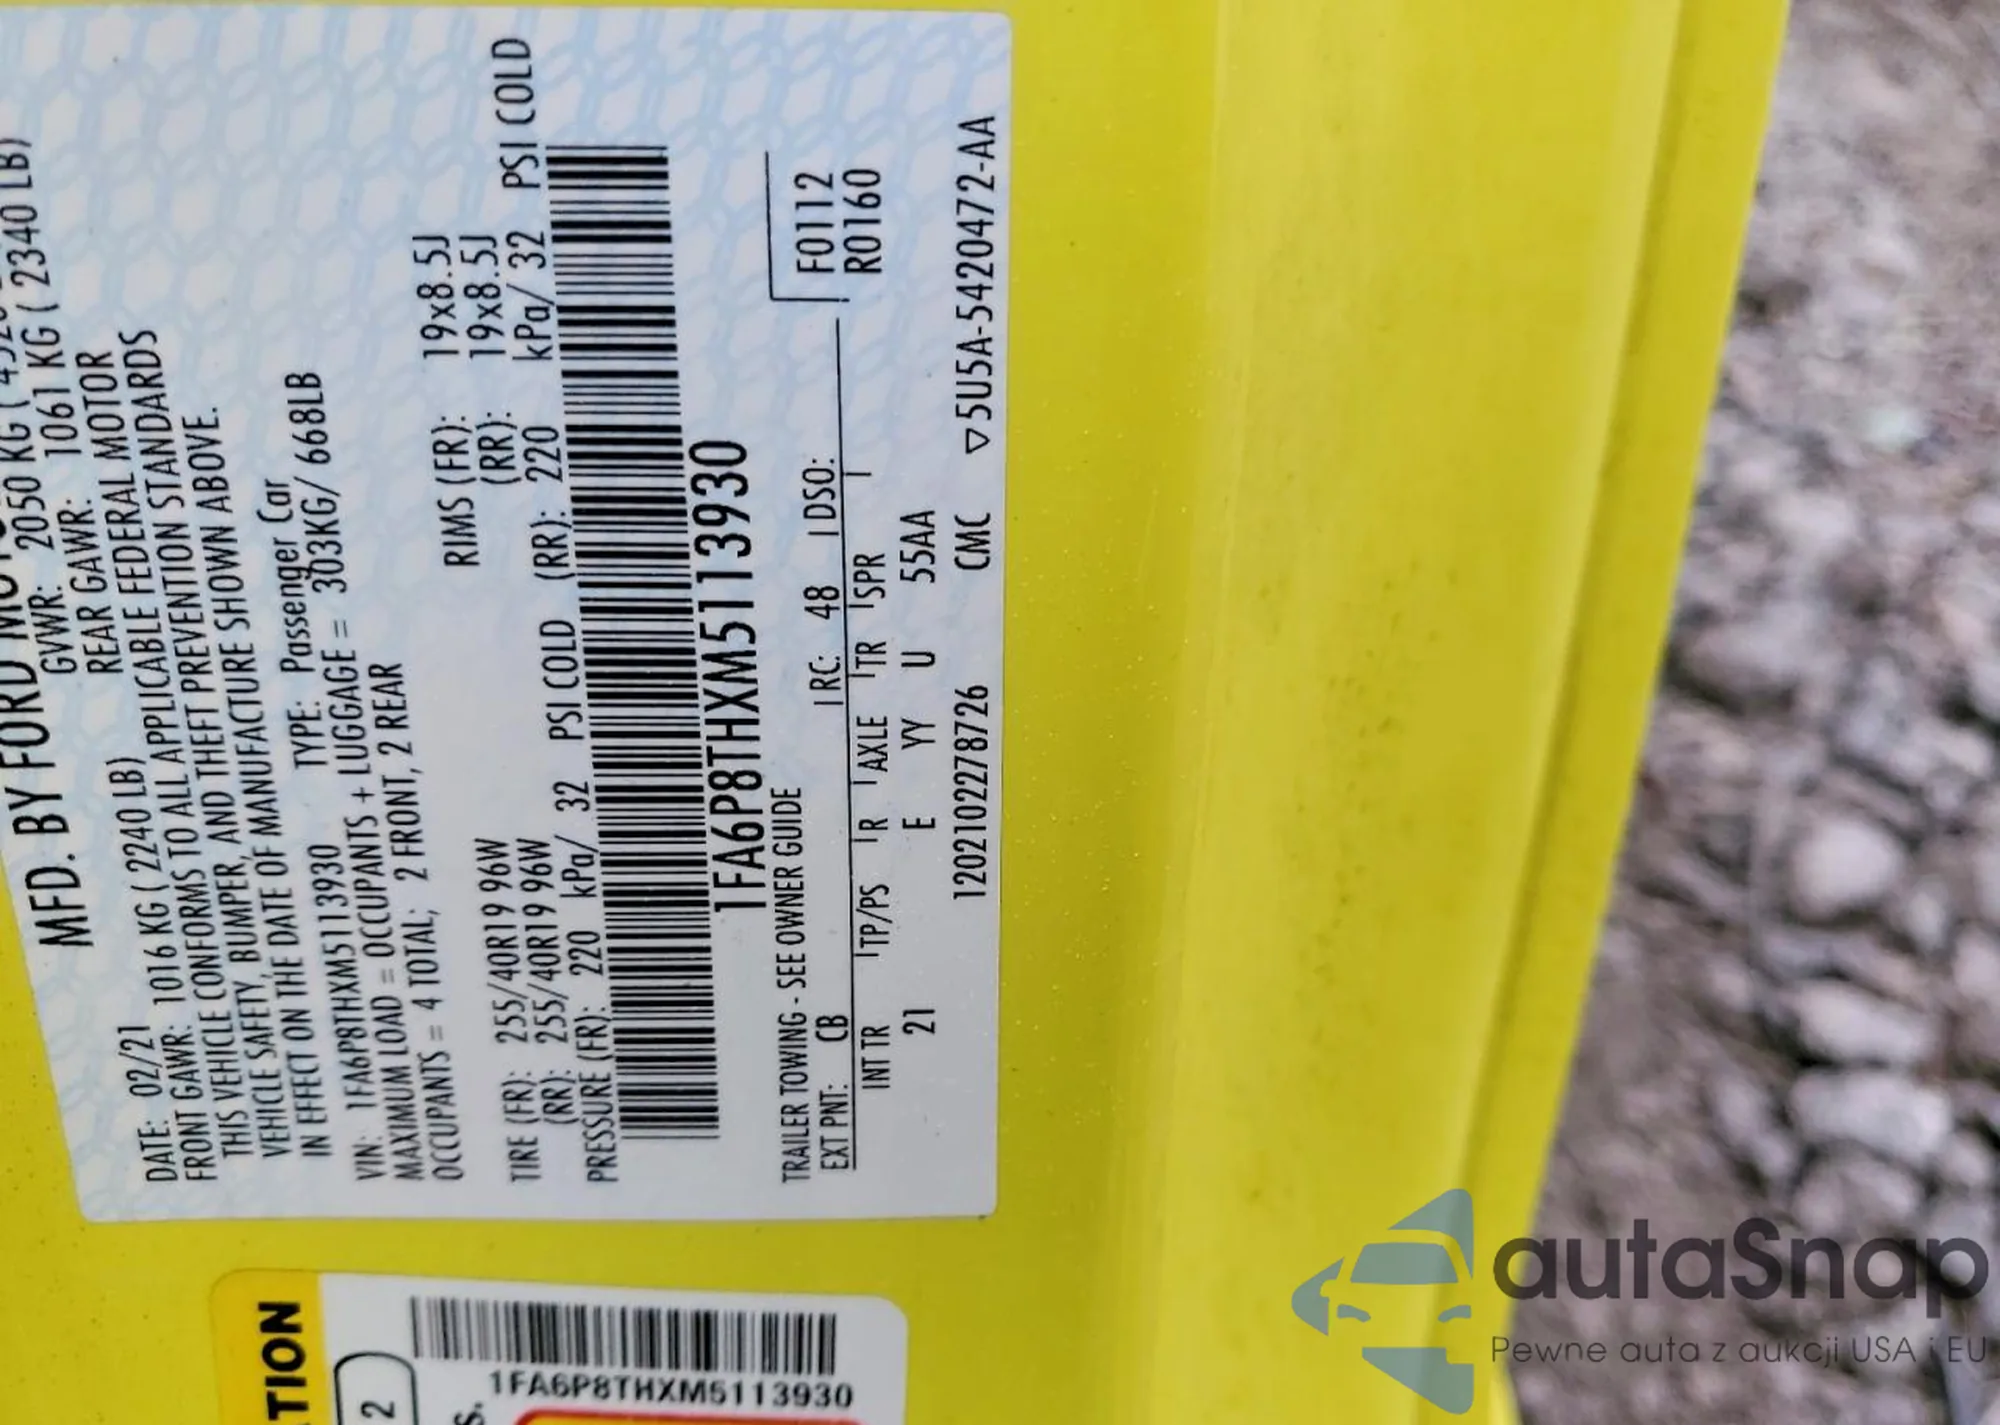 MFD. BY FORD
DATE: 02/21 GVWR: 2050 KG
FRONT GAWR: 1016 KG ( 2240 LB) REAR GAWR: 1061 KG ( 2340 LB)
THIS VEHICLE CONFORMS TO ALL APPLICABLE FEDERAL MOTOR
VEHICLE SAFETY, BUMPER, AND THEFT PREVENTION STANDARDS
IN EFFECT ON THE DATE OF MANUFACTURE SHOWN ABOVE.
VIN: 1FA6P8THXM5113930 TYPE: Passenger Car
MAXIMUM LOAD = OCCUPANTS + LUGGAGE = 303KG/ 668LB
OCCUPANTS = 4 TOTAL; 2 FRONT, 2 REAR
TIRE (FR): 255/40R19 96W RIMS (FR): 19x8.5J
(RR): 255/40R19 96W (RR): 19x8.5J
PRESSURE (FR): 220 kPa/ 32 PSI COLD (RR): 220 kPa/ 32 PSI COLD
1FA6P8THXM5113930
TRAILER TOWING - SEE OWNER GUIDE
EXT PNT: CB RC: 48 DSO: F0112
INT TR TP/PS R AXLE TR SPR R0160
21 E YY U 55AA
1202102278726 CMC ▽5U5A-5420472-AA
ATION
2
s.
1FA6P8THXM5113930
autaSnap
Pewne auta z aukcji USA i EU